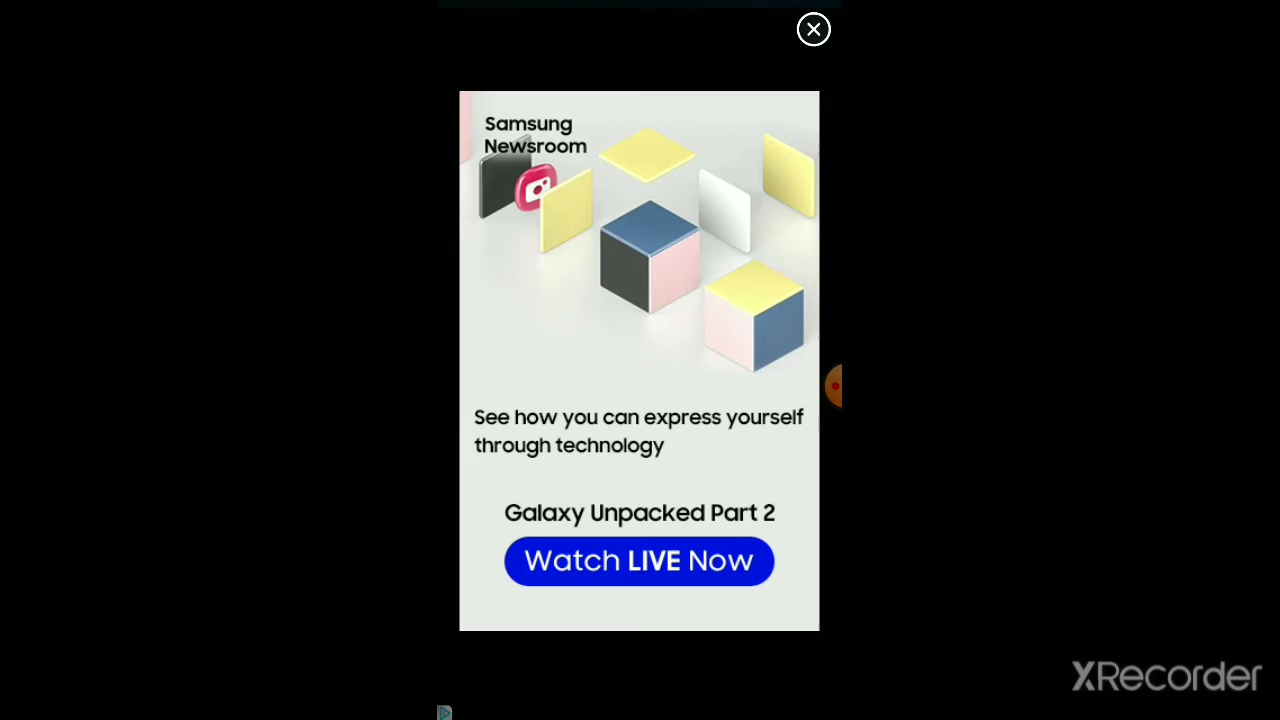 Samsung
Newsroom
See how you can express yourself
through technology
Galaxy Unpacked Part 2
Watch LIVE Now
XRecorder